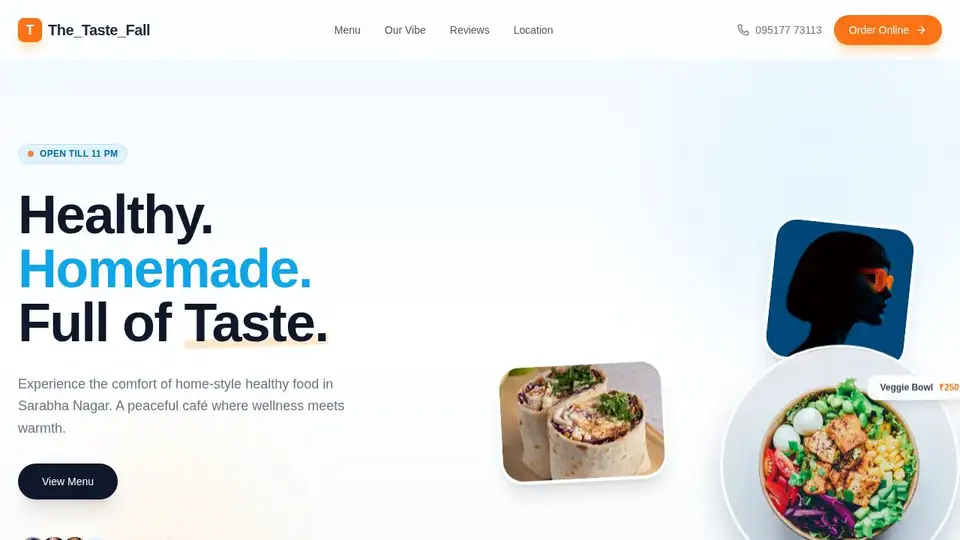 T The_Taste_Fall
Menu Our Vibe Reviews Location
095177 73113
Order Online
OPEN TILL 11 PM
Healthy.
Homemade.
Full of Taste.
Experience the comfort of home-style healthy food in
Sarabha Nagar. A peaceful café where wellness meets
warmth.
View Menu
Veggie Bowl ₹250